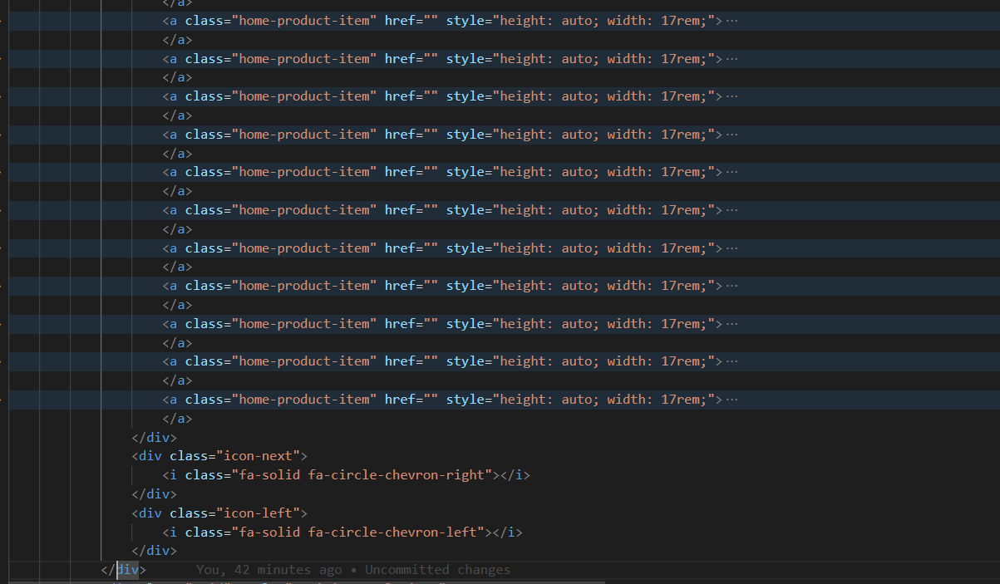 </a>
<a class="home-product-item" href="" style="height: auto; width: 17rem;">⋯
</a>
<a class="home-product-item" href="" style="height: auto; width: 17rem;">⋯
</a>
<a class="home-product-item" href="" style="height: auto; width: 17rem;">⋯
</a>
<a class="home-product-item" href="" style="height: auto; width: 17rem;">⋯
</a>
<a class="home-product-item" href="" style="height: auto; width: 17rem;">⋯
</a>
<a class="home-product-item" href="" style="height: auto; width: 17rem;">⋯
</a>
<a class="home-product-item" href="" style="height: auto; width: 17rem;">⋯
</a>
<a class="home-product-item" href="" style="height: auto; width: 17rem;">⋯
</a>
<a class="home-product-item" href="" style="height: auto; width: 17rem;">⋯
</a>
<a class="home-product-item" href="" style="height: auto; width: 17rem;">⋯
</a>
<a class="home-product-item" href="" style="height: auto; width: 17rem;">⋯
</a>
</div>
<div class="icon-next">
<i class="fa-solid fa-circle-chevron-right"></i>
</div>
<div class="icon-left">
<i class="fa-solid fa-circle-chevron-left"></i>
</div>
</div> You, 42 minutes ago • Uncommitted changes